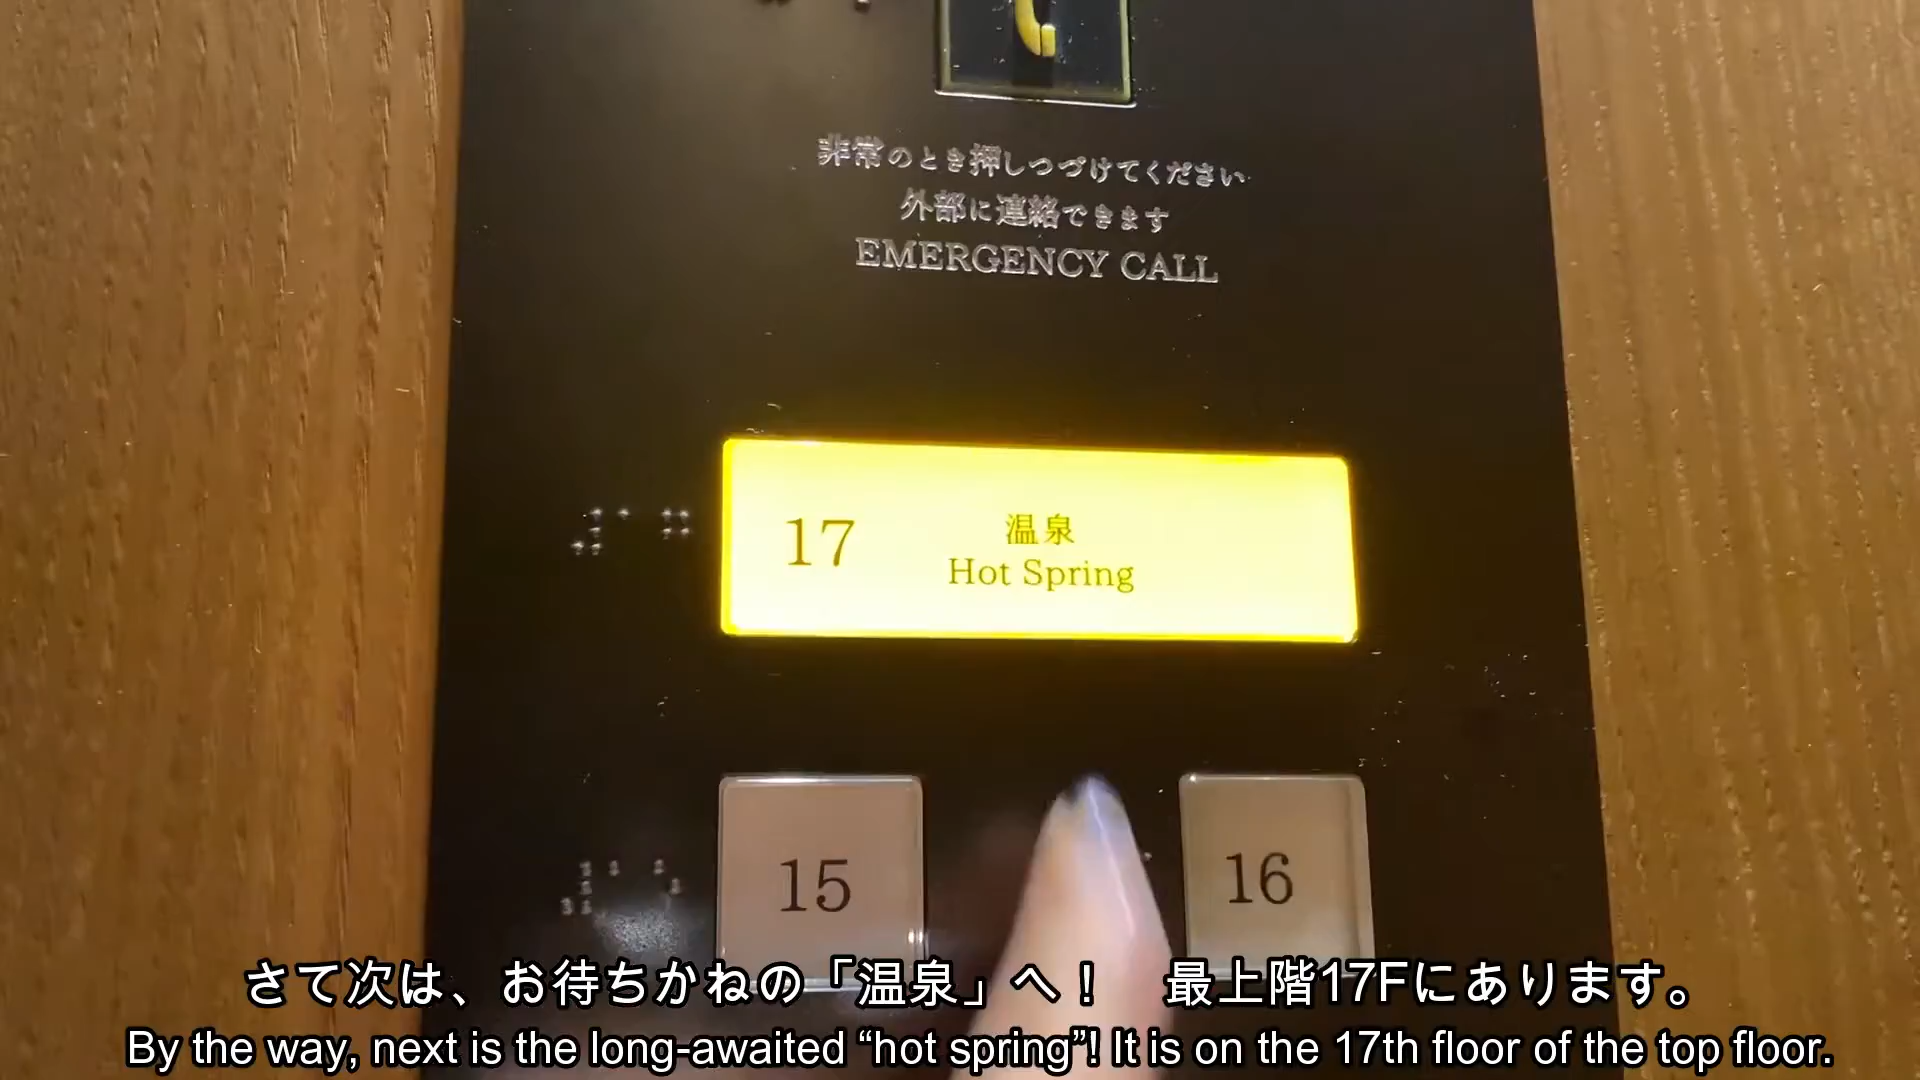 非常のとき押しつづけてください
外部に連絡できます
EMERGENCY CALL
17
温泉
Hot Spring
15
16
さて次は、お待ちかねの「温泉」へ！　最上階17Fにあります。
By the way, next is the long-awaited “hot spring”! It is on the 17th floor of the top floor.